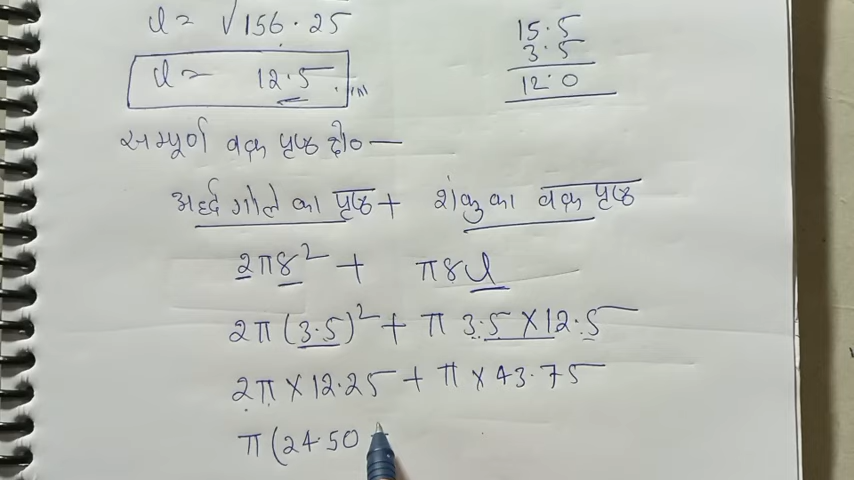 l = √156.25
15.5
3.5
12.0
l = 12.5 in
सम्पूर्ण वक्र पृष्ठ क्षे० —
अर्द्ध गोले का पृष्ठ + शंकु का वक्र पृष्ठ
2πr² + πrl
2π(3.5)² + π 3.5 × 12.5
2π × 12.25 + π × 43.75
π(24.50